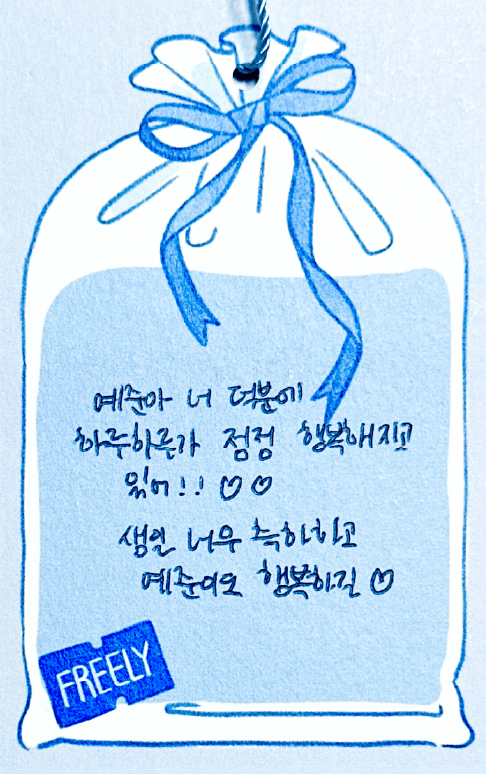 예준아 너 덕분에
하루하루가 점점 행복해지고
있어!! ♡♡
생일 너무 축하하고
예준이도 행복하길 ♡
FREELY